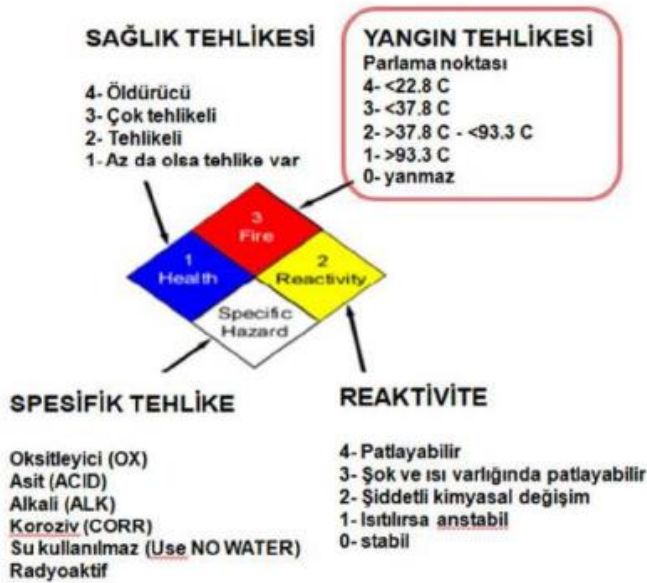 SAĞLIK TEHLİKESİ
4- Öldürücü
3- Çok tehlikeli
2- Tehlikeli
1- Az da olsa tehlike var
YANGIN TEHLİKESİ
Parlama noktası
4- <22.8 C
3- <37.8 C
2- >37.8 C - <93.3 C
1- >93.3 C
0- yanmaz
3
Fire
1
Health
2
Reactivity
Specific
Hazard
SPESİFİK TEHLİKE
Oksitleyici (OX)
Asit (ACID)
Alkali (ALK)
Koroziv (CORR)
Su kullanılmaz (Use NO WATER)
Radyoaktif
REAKTİVİTE
4- Patlayabilir
3- Şok ve ısı varlığında patlayabilir
2- Şiddetli kimyasal değişim
1- Isıtılırsa anstabil
0- stabil